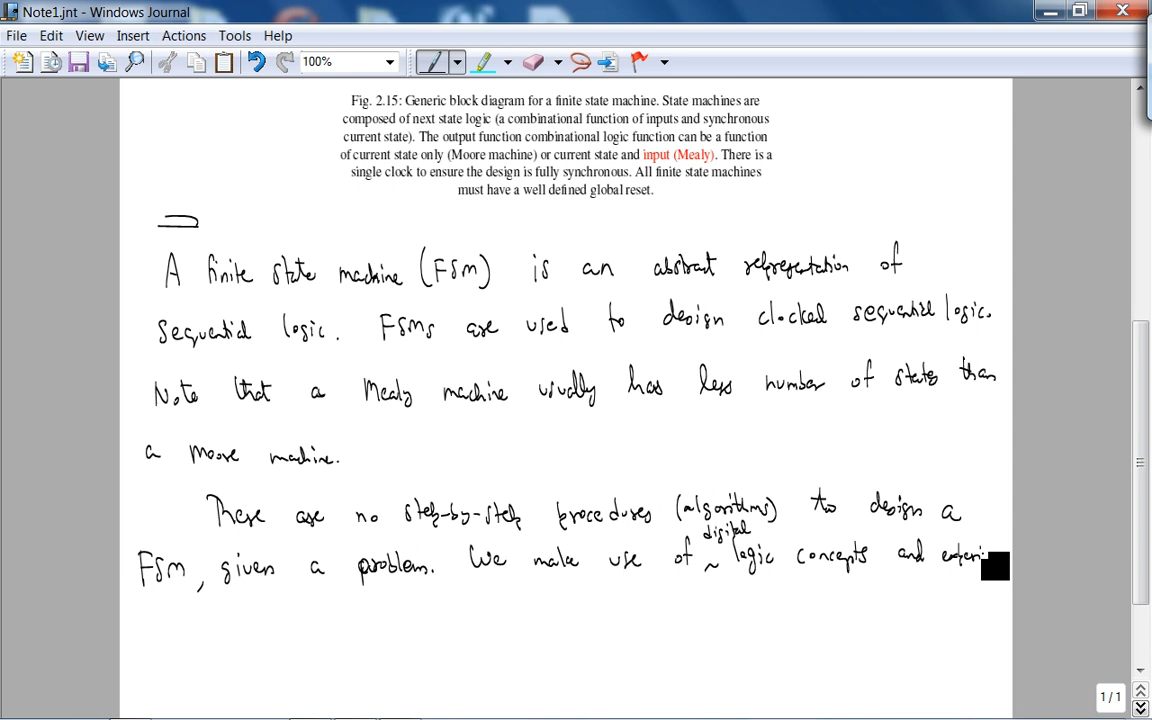 Note1.jnt - Windows Journal
File Edit View Insert Actions Tools Help
100%
Fig. 2.15: Generic block diagram for a finite state machine. State machines are
composed of next state logic (a combinational function of inputs and synchronous
current state). The output function combinational logic function can be a function
of current state only (Moore machine) or current state and input (Mealy). There is a
single clock to ensure the design is fully synchronous. All finite state machines
must have a well defined global reset.
A finite state machine (FSM) is an abstract representation of
sequential logic. FSMs are used to design clocked sequential logic.
Note that a Mealy machine usually has less number of states than
a Moore machine.
There are no step-by-step procedures (algorithms) to design a
digital
FSM, given a problem. We make use of logic concepts and
1 / 1